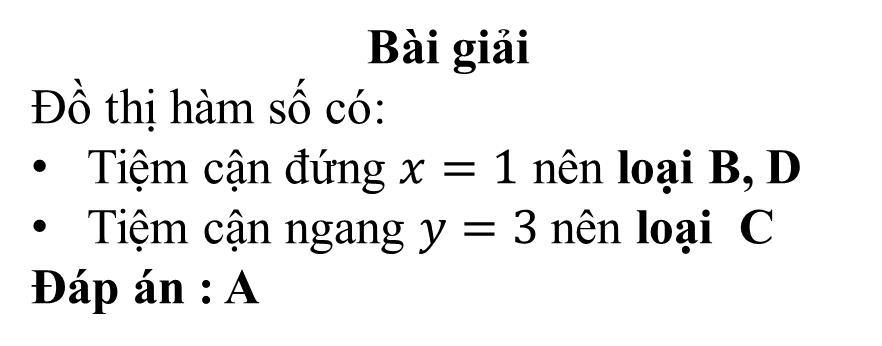 Bài giải
Đồ thị hàm số có:
• Tiệm cận đứng x = 1 nên loại B, D
• Tiệm cận ngang y = 3 nên loại C
Đáp án : A